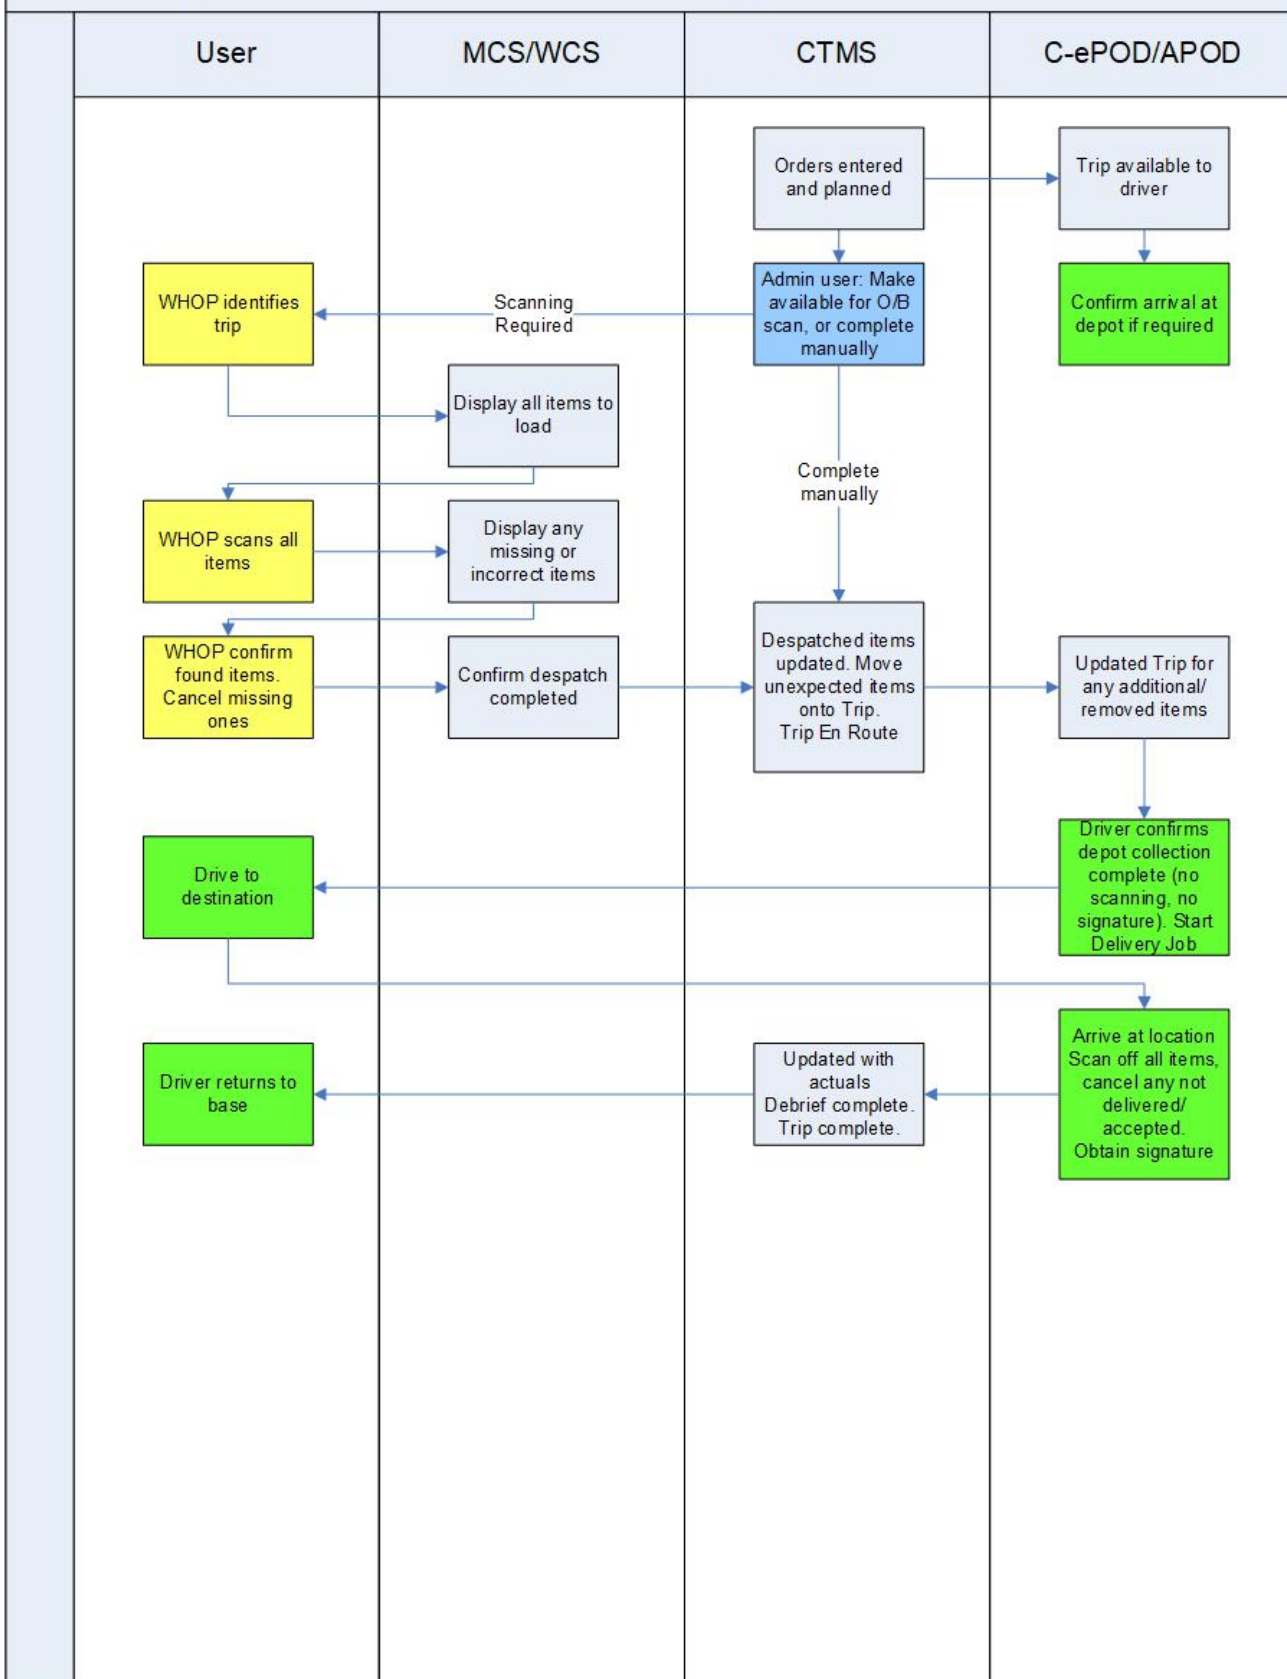 User
MCS/WCS
CTMS
C-ePOD/APOD
Orders entered
and planned
Trip available to
driver
WHOP identifies
trip
Scanning
Required
Admin user: Make
available for O/B
scan, or complete
manually
Confirm arrival at
depot if required
Display all items to
load
Complete
manually
WHOP scans all
items
Display any
missing or
incorrect items
WHOP confirm
found items.
Cancel missing
ones
Confirm despatch
completed
Despatched items
updated. Move
unexpected items
onto Trip.
Trip En Route
Updated Trip for
any additional/
removed items
Drive to
destination
Driver confirms
depot collection
complete (no
scanning, no
signature). Start
Delivery Job
Driver returns to
base
Updated with
actuals
Debrief complete.
Trip complete.
Arrive at location
Scan off all items,
cancel any not
delivered/
accepted.
Obtain signature